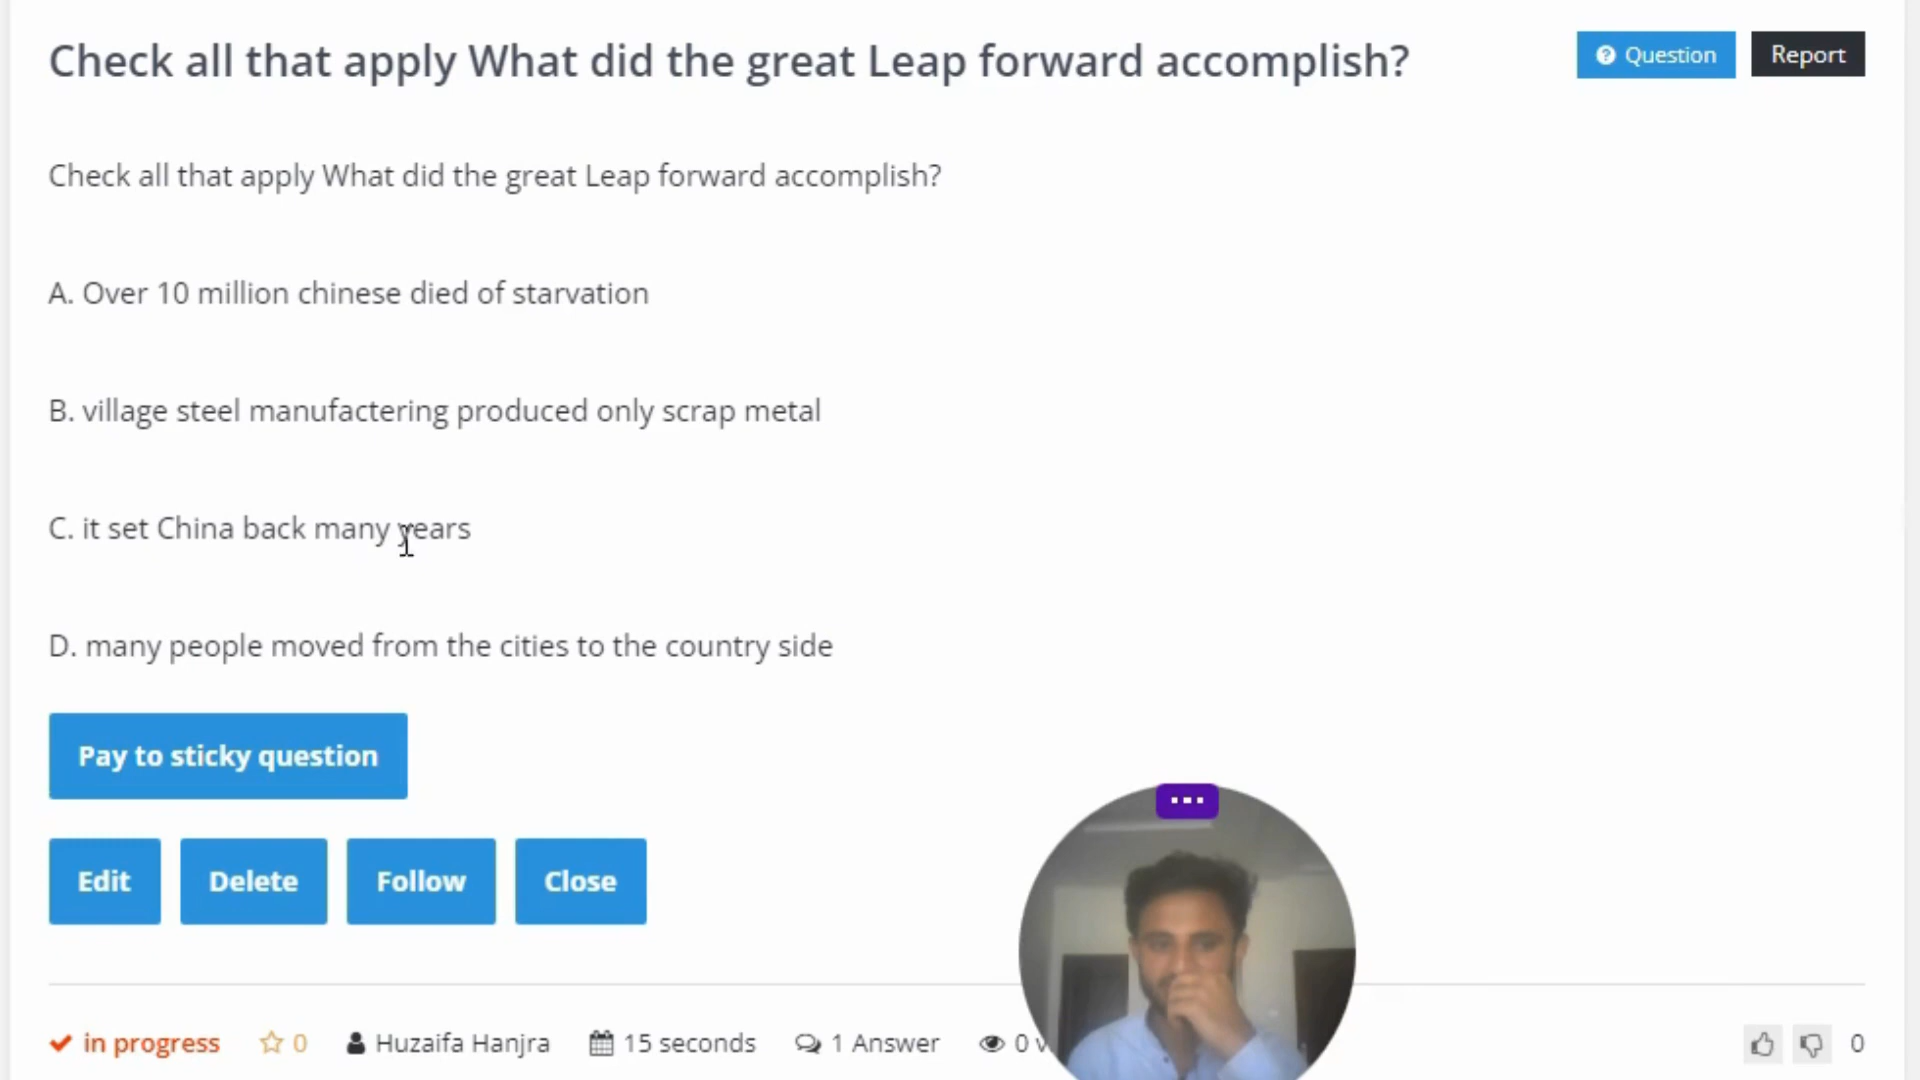 Check all that apply What did the great Leap forward accomplish?
Question
Report
Check all that apply What did the great Leap forward accomplish?
A. Over 10 million chinese died of starvation
B. village steel manufactering produced only scrap metal
C. it set China back many years
D. many people moved from the cities to the country side
Pay to sticky question
Edit
Delete
Follow
Close
in progress
0
Huzaifa Hanjra
15 seconds
1 Answer
0
0